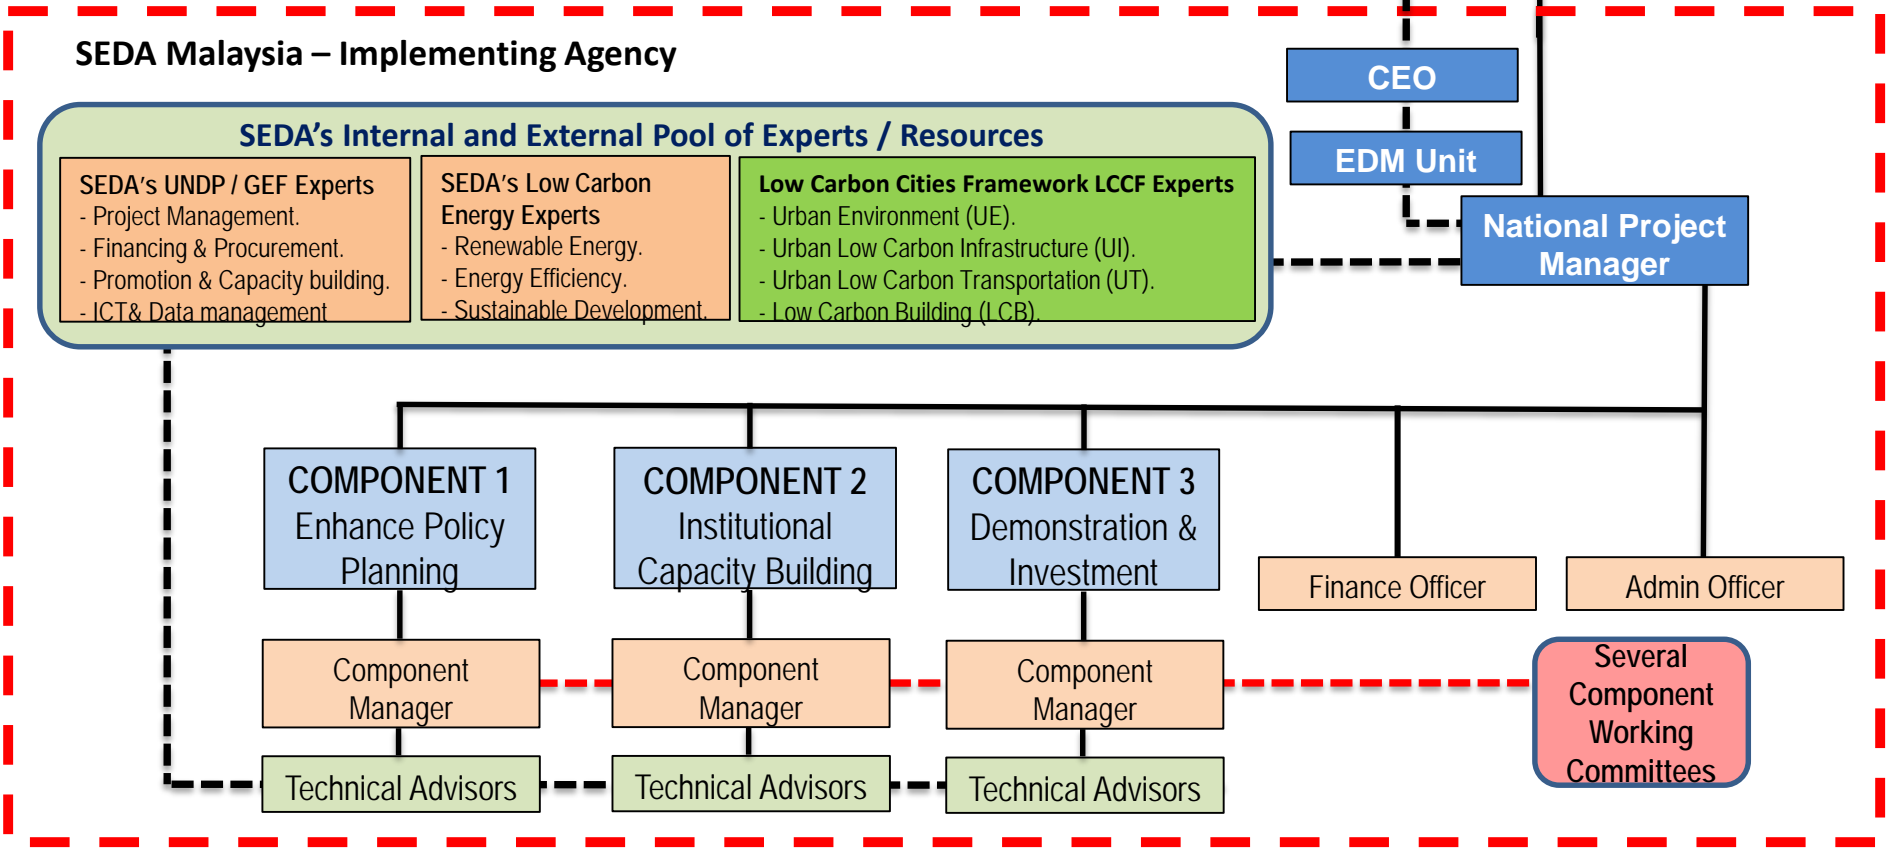 SEDA Malaysia – Implementing Agency
CEO
EDM Unit
National Project
Manager
SEDA's Internal and External Pool of Experts / Resources
SEDA's UNDP / GEF Experts
- Project Management.
- Financing & Procurement.
- Promotion & Capacity building.
- ICT& Data management
SEDA's Low Carbon
Energy Experts
- Renewable Energy.
- Energy Efficiency.
- Sustainable Development.
Low Carbon Cities Framework LCCF Experts
- Urban Environment (UE).
- Urban Low Carbon Infrastructure (UI).
- Urban Low Carbon Transportation (UT).
- Low Carbon Building (LCB).
COMPONENT 1
Enhance Policy
Planning
COMPONENT 2
Institutional
Capacity Building
COMPONENT 3
Demonstration &
Investment
Finance Officer
Admin Officer
Component
Manager
Component
Manager
Component
Manager
Several
Component
Working
Committees
Technical Advisors
Technical Advisors
Technical Advisors